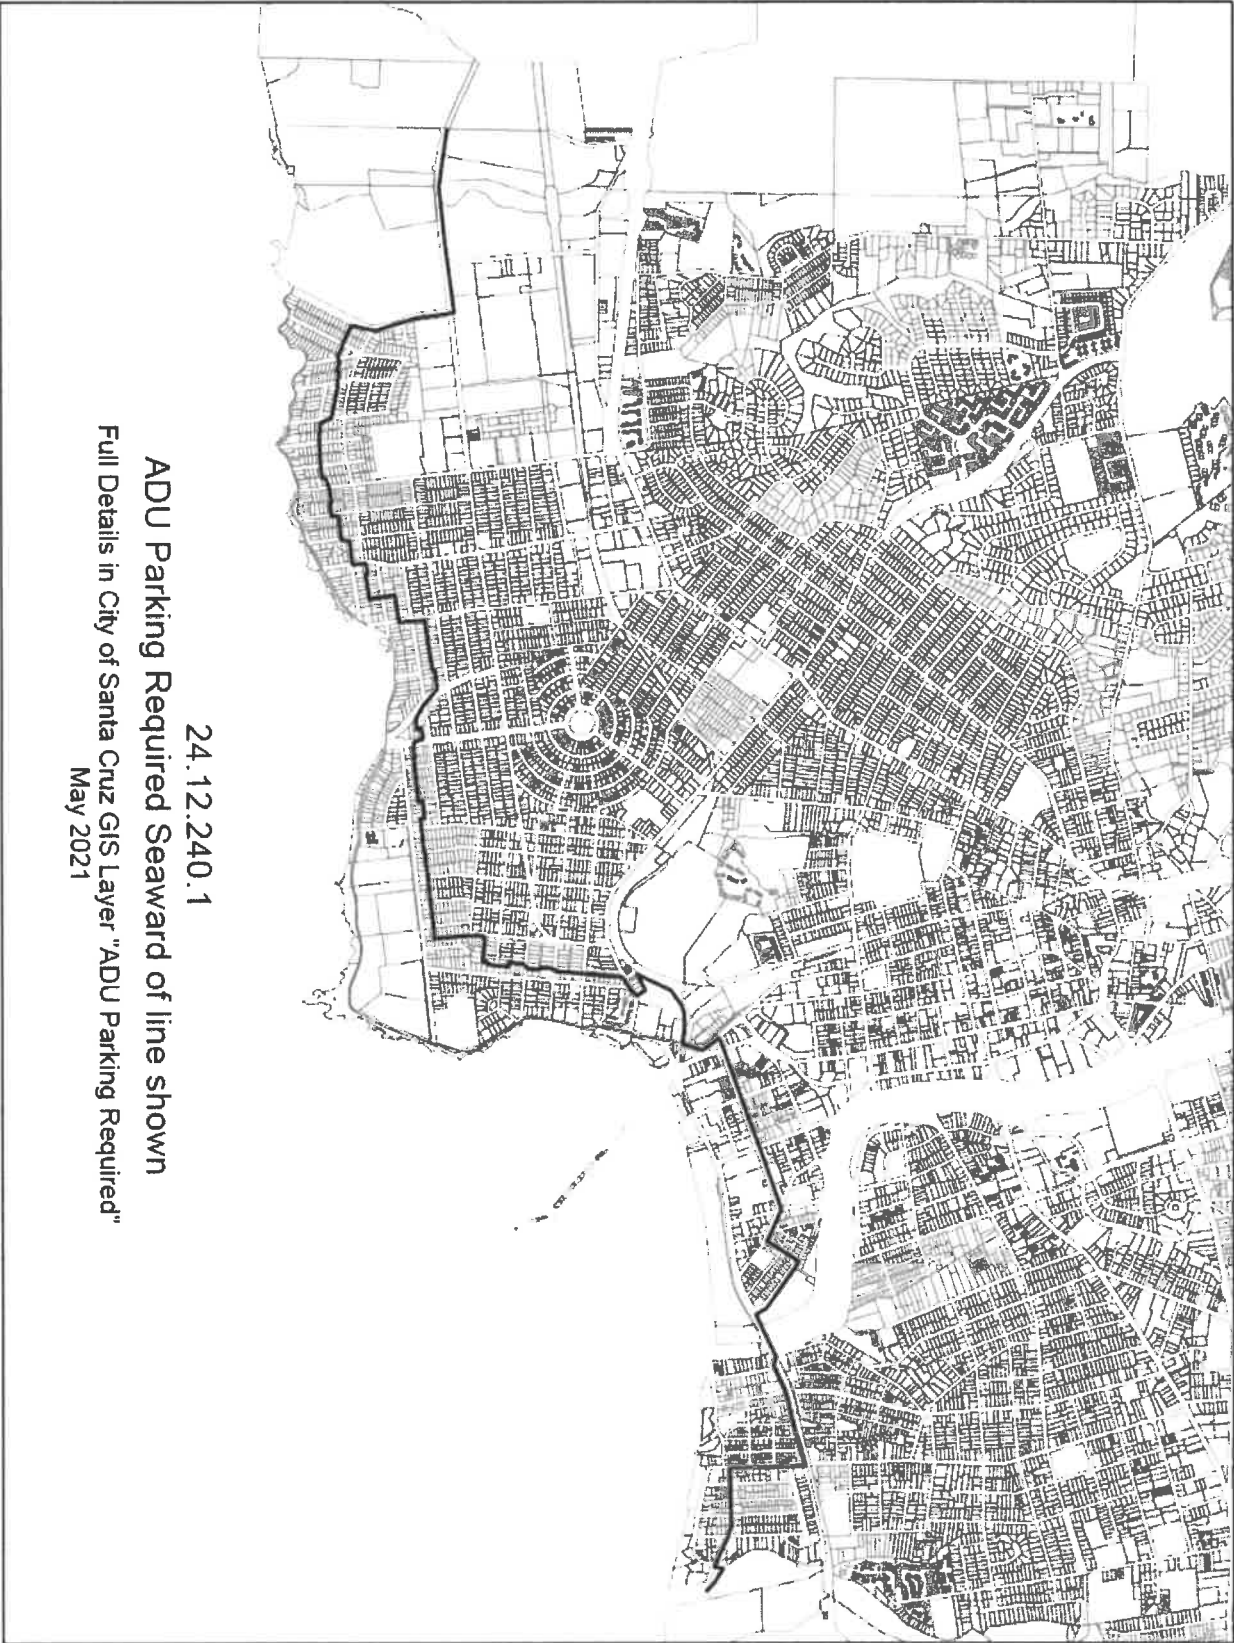 24.12.240.1
ADU Parking Required Seaward of line shown
Full Details in City of Santa Cruz GIS Layer "ADU Parking Required"
May 2021